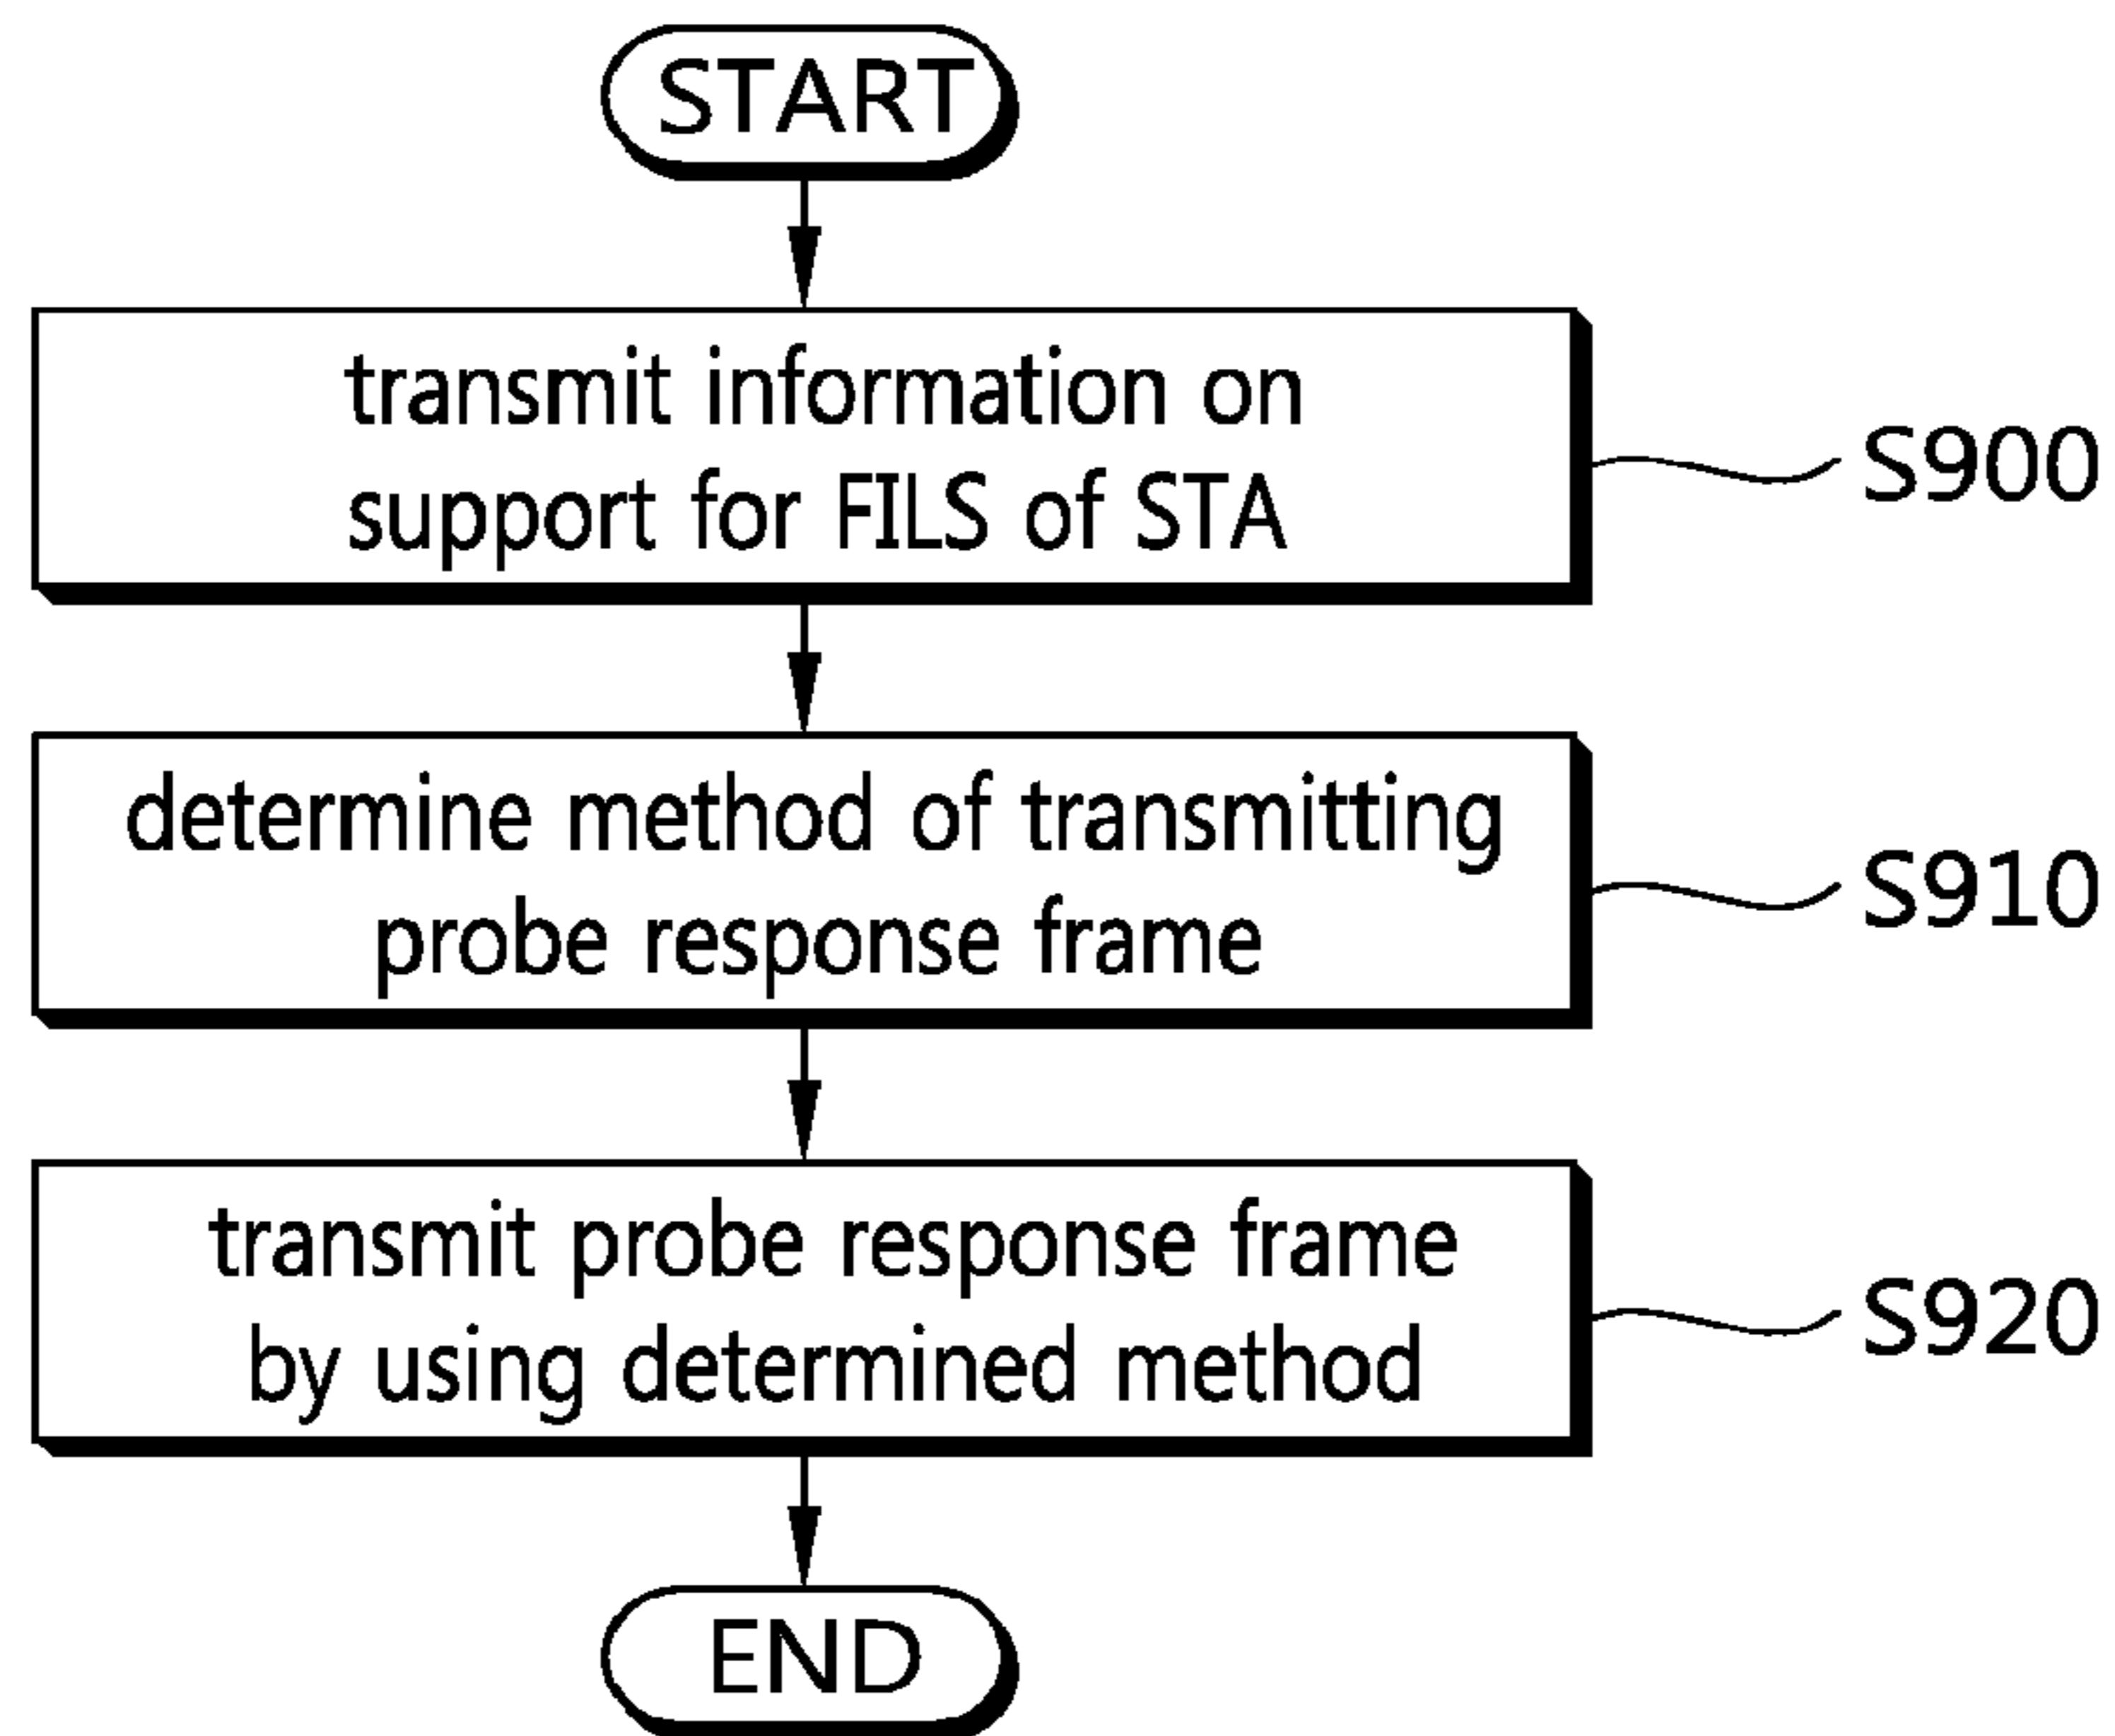 START
transmit information on
support for FILS of STA
S900
determine method of transmitting
probe response frame
S910
transmit probe response frame
by using determined method
S920
END